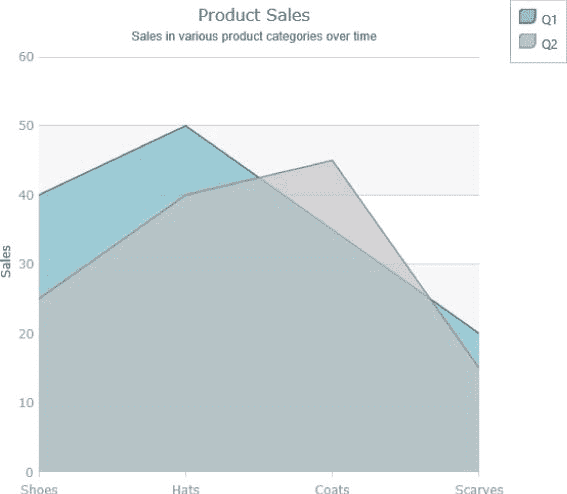 Product Sales
Sales in various product categories over time
Q1
Q2
60
50
40
30
20
10
0
Sales
Shoes
Hats
Coats
Scarves